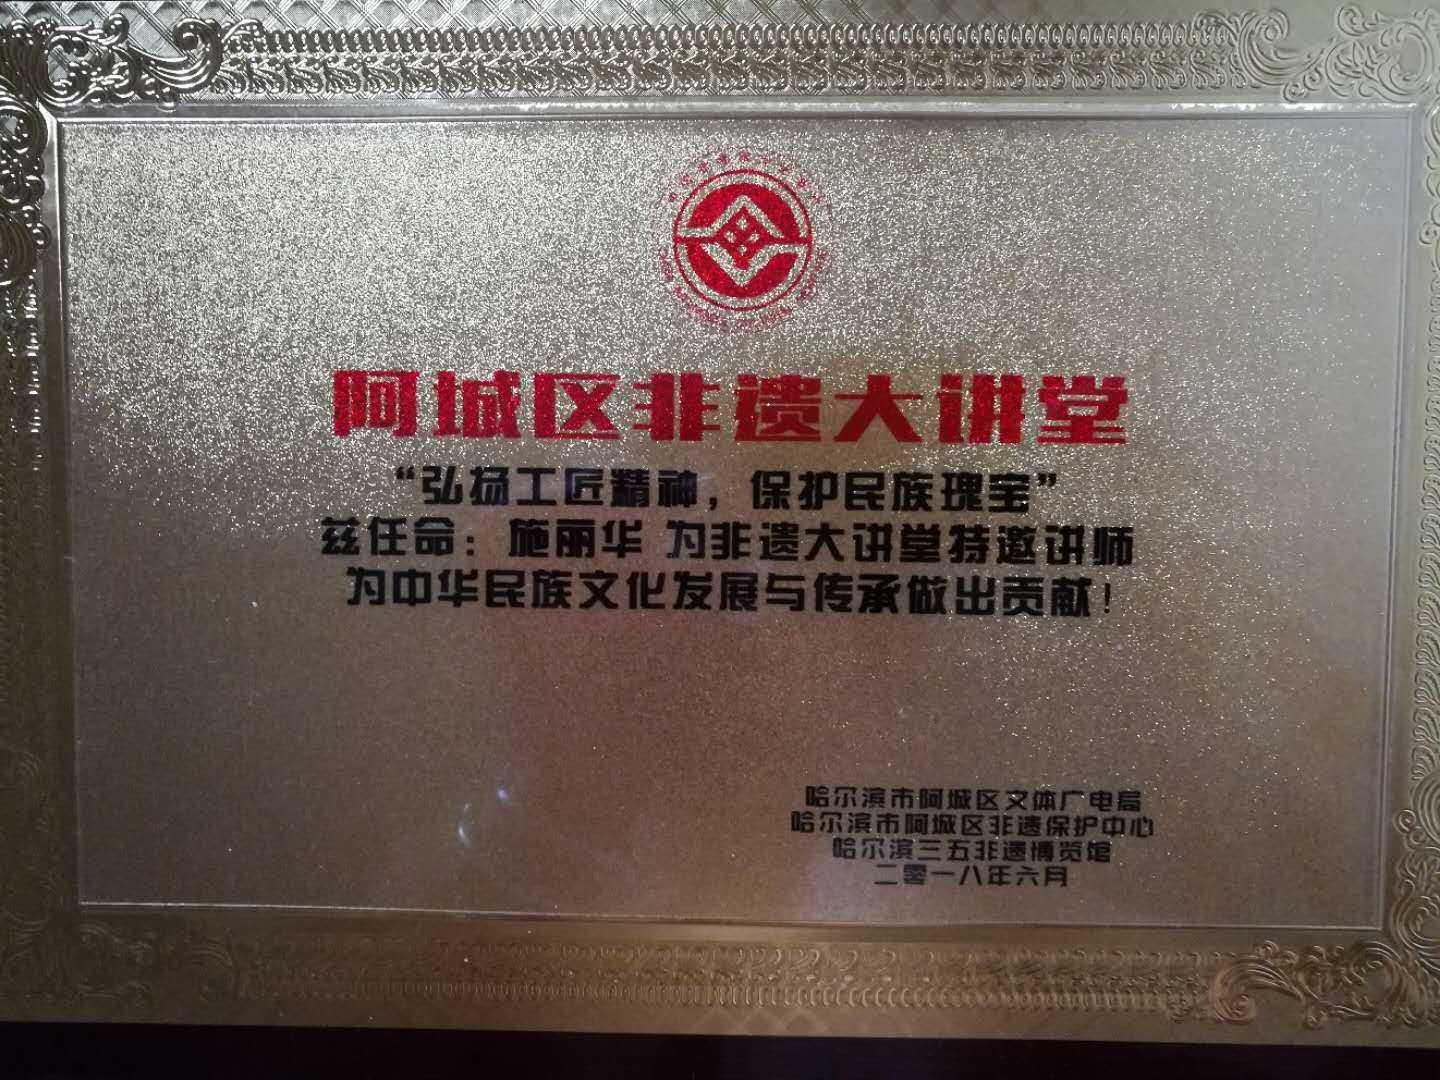 阿城区非遗大讲堂
“弘扬工匠精神，保护民族瑰宝”
兹任命：施丽华 为非遗大讲堂特邀讲师
为中华民族文化发展与传承做出贡献！
哈尔滨市阿城区文体广电局
哈尔滨市阿城区非遗保护中心
哈尔滨三五非遗博览馆
二零一八年六月